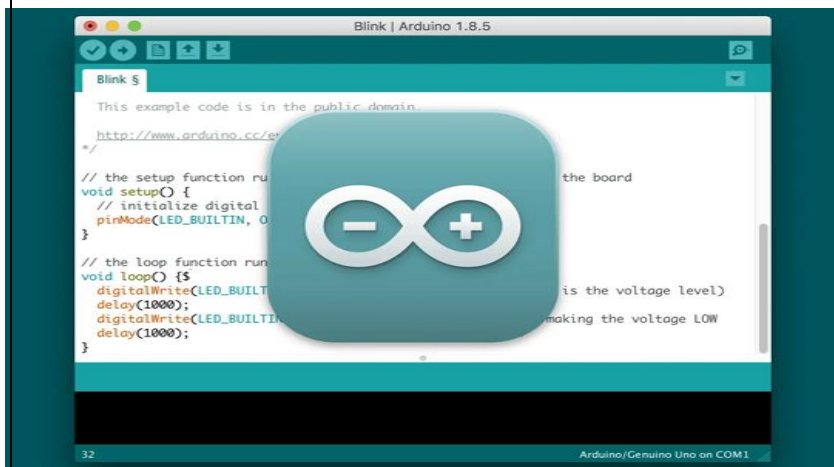 Blink | Arduino 1.8.5
Blink §
This example code is in the public domain.
http://www.arduino.cc/en
*/
// the setup function ru the board
void setup() {
// initialize digital
pinMode(LED_BUILTIN, O
}
// the loop function run
void loop() {$
digitalWrite(LED_BUILT is the voltage level)
delay(1000);
digitalWrite(LED_BUILTIN making the voltage LOW
delay(1000);
}
32 Arduino/Genuino Uno on COM1